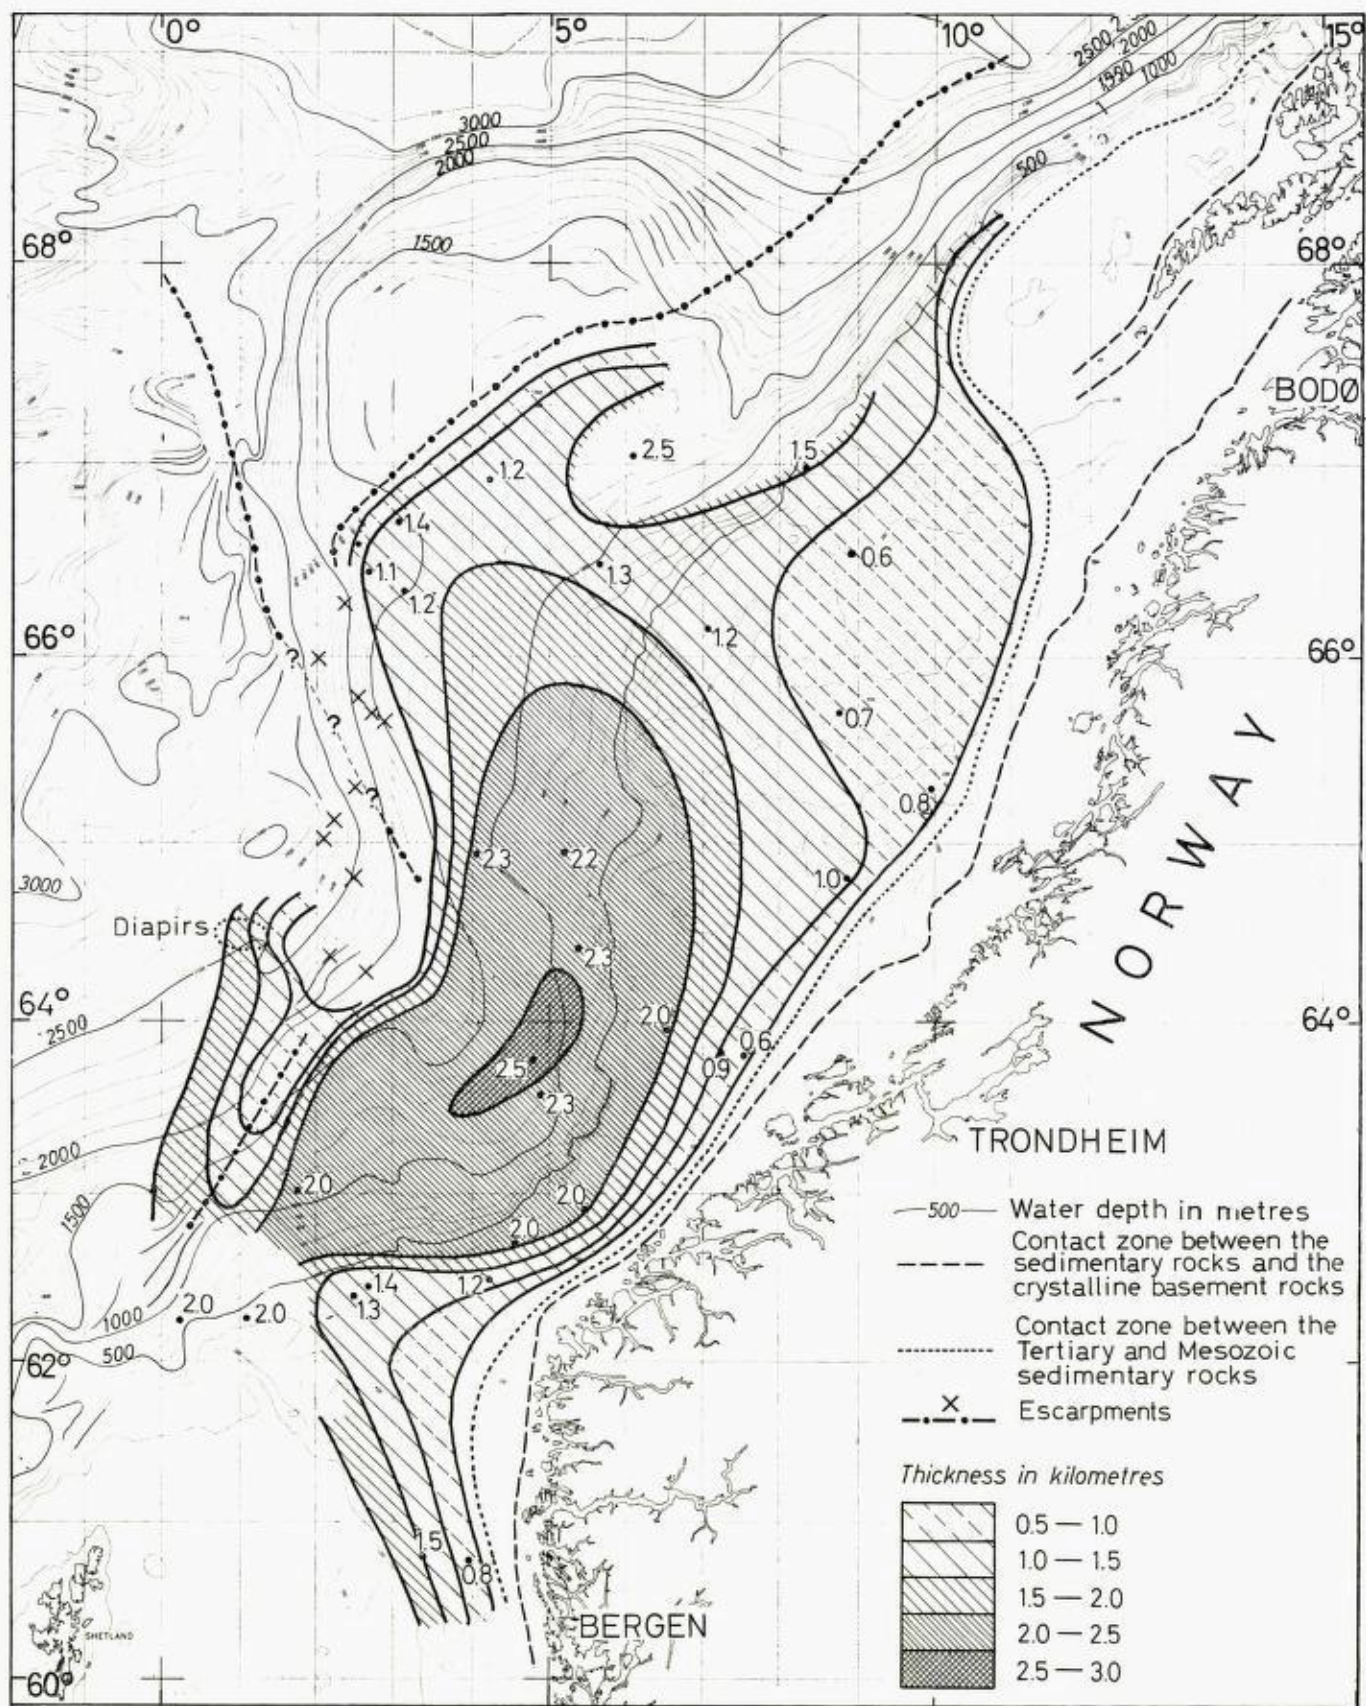 0° 5° 10° 15°
2500 2000
1500 1000
3000
2500
2000
500
1500
68° 68°
BODØ
2.5
1.5
1.2
1.4
0.6
1.1 1.3
1.2
1.2
66° 66°
?
?
0.7
?
0.8
2.3 2.2
3000
1.0
Diapirs
2.3
NORWAY
64° 64°
2500
2.0
0.6
2.5 0.9
2.3
2000
TRONDHEIM
2.0
2.0
1500
2.0
1.4 1.2
1.3
1000 2.0 2.0
500
62°
500 Water depth in metres
Contact zone between the
sedimentary rocks and the
crystalline basement rocks
Contact zone between the
Tertiary and Mesozoic
sedimentary rocks
Escarpments
Thickness in kilometres
0.5 — 1.0
1.0 — 1.5
1.5 — 2.0
2.0 — 2.5
2.5 — 3.0
1.5
0.8
BERGEN
SHETLAND
60°